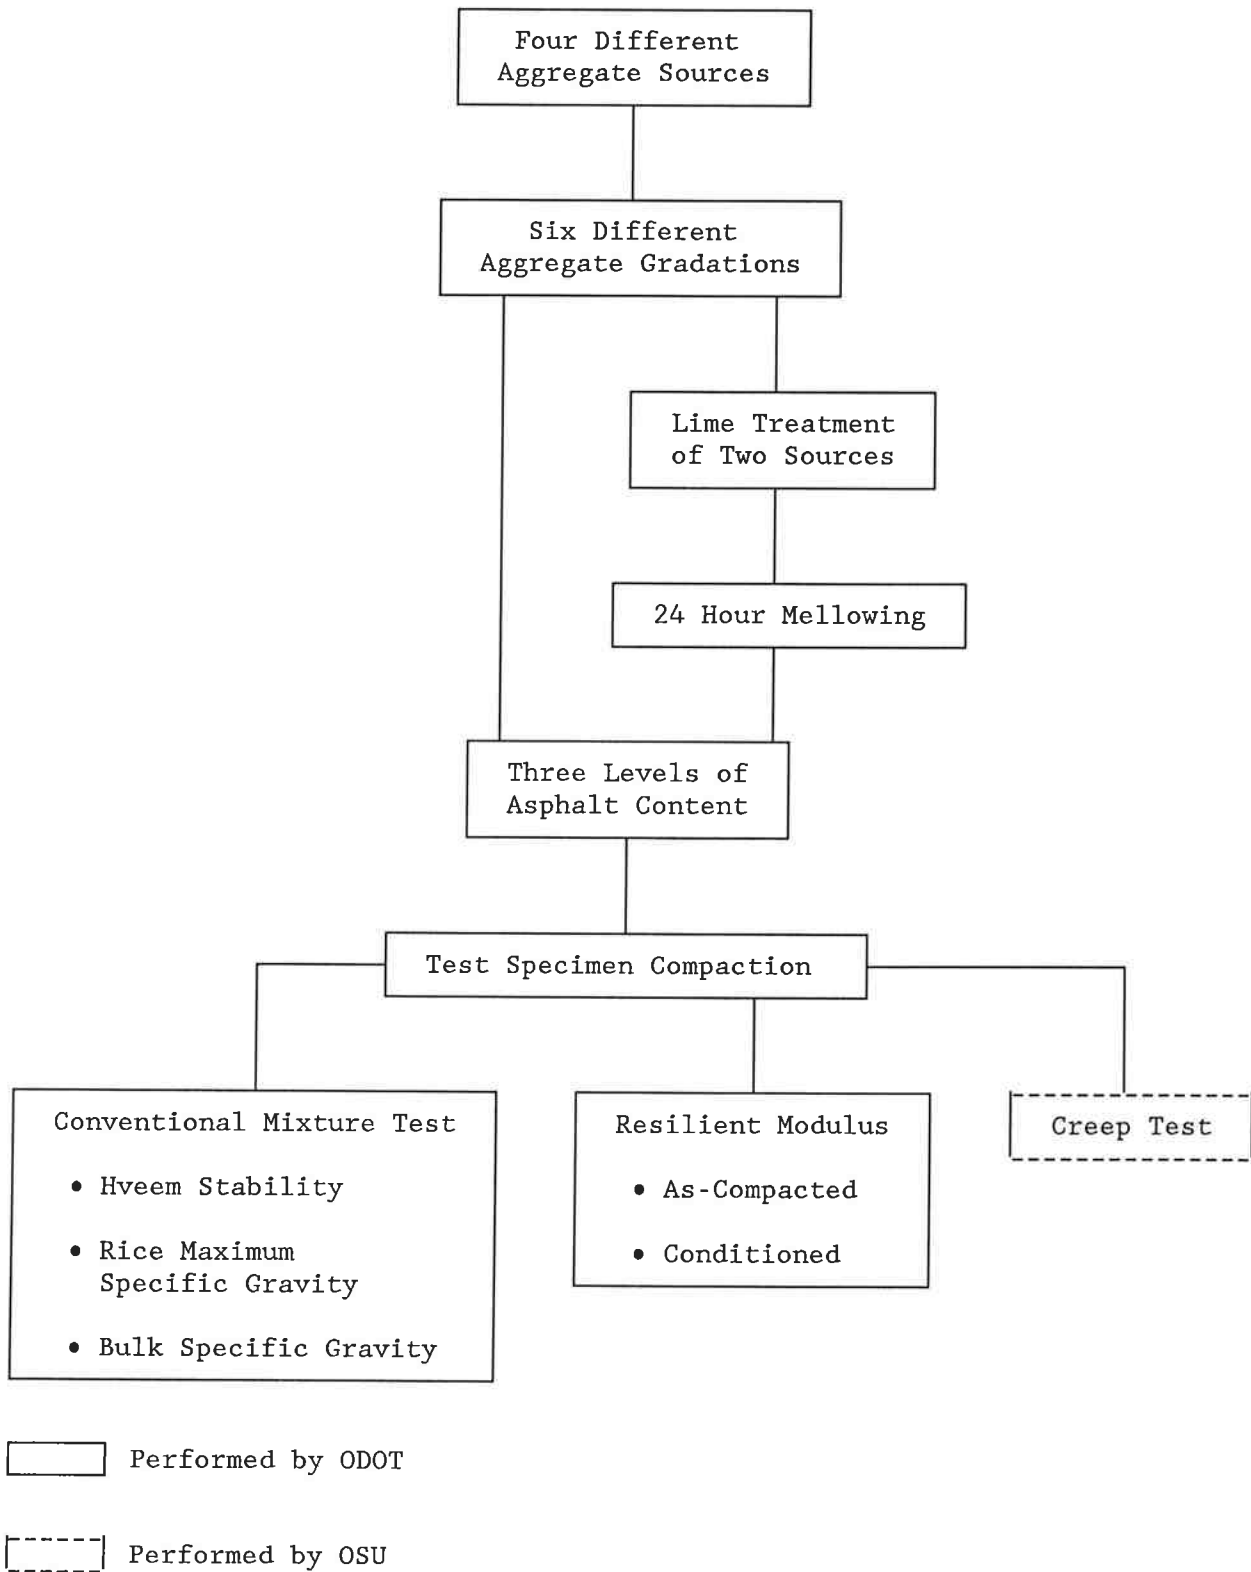 Four Different
Aggregate Sources
Six Different
Aggregate Gradations
Lime Treatment
of Two Sources
24 Hour Mellowing
Three Levels of
Asphalt Content
Test Specimen Compaction
Conventional Mixture Test
• Hveem Stability
• Rice Maximum
Specific Gravity
• Bulk Specific Gravity
Resilient Modulus
• As-Compacted
• Conditioned
Creep Test
Performed by ODOT
Performed by OSU